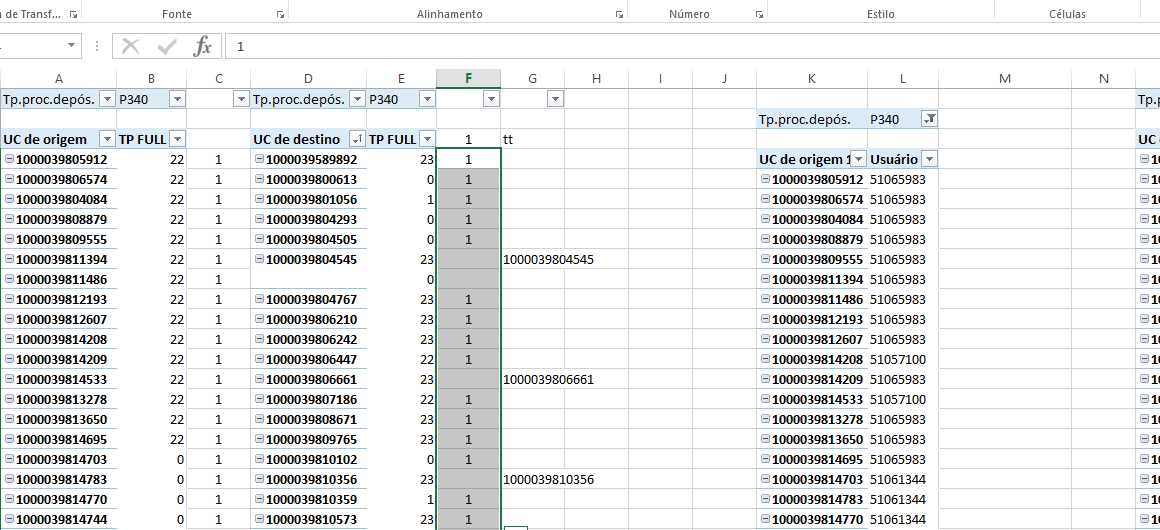 a de Transf... Fonte Alinhamento Número Estilo Células
fx 1
A B C D E F G H I J K L M N
Tp.proc.depós. P340 Tp.proc.depós. P340 Tp.p
Tp.proc.depós. P340
UC de origem TP FULL UC de destino TP FULL 1 tt UC
1000039805912 22 1 1000039589892 23 1 UC de origem 1 Usuário 10
1000039806574 22 1 1000039800613 0 1 1000039805912 51065983 10
1000039804084 22 1 1000039801056 1 1 1000039806574 51065983 10
1000039808879 22 1 1000039804293 0 1 1000039804084 51065983 10
1000039809555 22 1 1000039804505 0 1 1000039808879 51065983 10
1000039811394 22 1 1000039804545 23 1000039804545 1000039809555 51065983 10
1000039811486 22 1 0 1000039811394 51065983 10
1000039812193 22 1 1000039804767 23 1 1000039811486 51065983 10
1000039812607 22 1 1000039806210 23 1 1000039812193 51065983 10
1000039814208 22 1 1000039806242 23 1 1000039812607 51065983 10
1000039814209 22 1 1000039806447 22 1 1000039814208 51057100 10
1000039814533 22 1 1000039806661 23 1000039806661 1000039814209 51065983 10
1000039813278 22 1 1000039807186 22 1 1000039814533 51057100 10
1000039813650 22 1 1000039808671 23 1 1000039813278 51065983 10
1000039814695 22 1 1000039809765 23 1 1000039813650 51065983 10
1000039814703 0 1 1000039810102 0 1 1000039814695 51065983 10
1000039814783 0 1 1000039810356 23 1000039810356 1000039814703 51061344 10
1000039814770 0 1 1000039810359 1 1 1000039814783 51061344 10
1000039814744 0 1 1000039810573 23 1 1000039814770 51061344 10